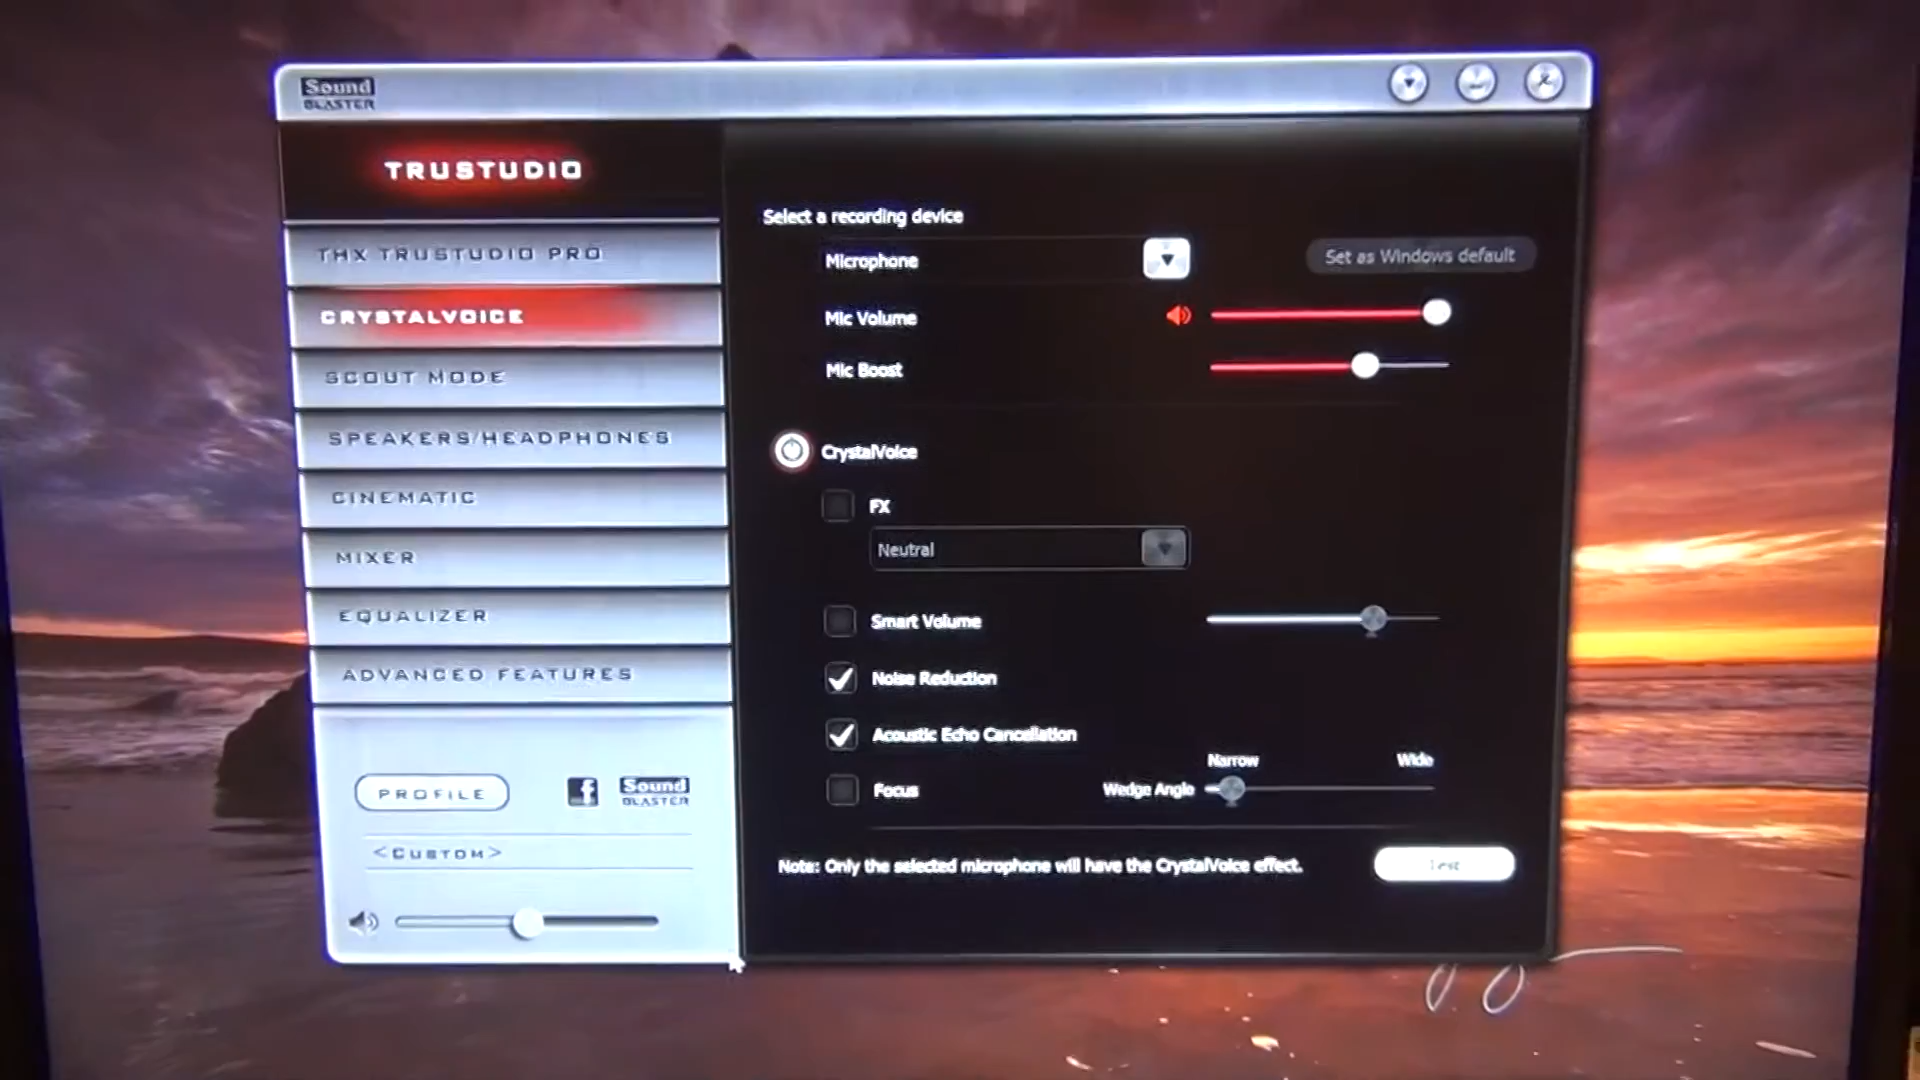 Sound
BLASTER
TRUSTUDIO
THX TRUSTUDIO PRO
CRYSTALVOICE
SCOUT MODE
SPEAKERS/HEADPHONES
CINEMATIC
MIXER
EQUALIZER
ADVANCED FEATURES
PROFILE
f
Sound
BLASTER
<CUSTOM>
Select a recording device
Microphone
Set as Windows default
Mic Volume
Mic Boost
CrystalVoice
FX
Neutral
Smart Volume
Noise Reduction
Acoustic Echo Cancellation
Narrow
Wide
Focus
Wedge Angle
Note: Only the selected microphone will have the CrystalVoice effect.
Test